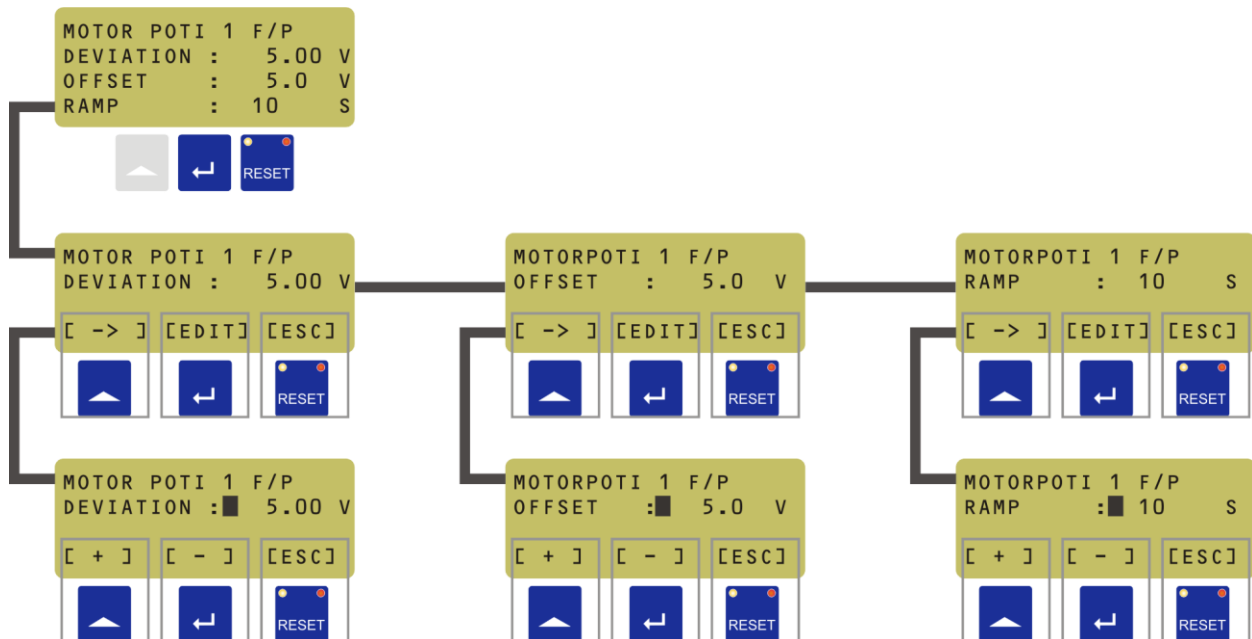 MOTOR POTI 1 F/P
DEVIATION : 5.00 V
OFFSET : 5.0 V
RAMP : 10 S
RESET
MOTOR POTI 1 F/P
DEVIATION : 5.00 V
[ -> ] [EDIT] [ESC]
RESET
MOTORPOTI 1 F/P
OFFSET : 5.0 V
[ -> ] [EDIT] [ESC]
RESET
MOTORPOTI 1 F/P
RAMP : 10 S
[ -> ] [EDIT] [ESC]
RESET
MOTOR POTI 1 F/P
DEVIATION :█ 5.00 V
[ + ] [ - ] [ESC]
RESET
MOTORPOTI 1 F/P
OFFSET :█ 5.0 V
[ + ] [ - ] [ESC]
RESET
MOTORPOTI 1 F/P
RAMP :█ 10 S
[ + ] [ - ] [ESC]
RESET